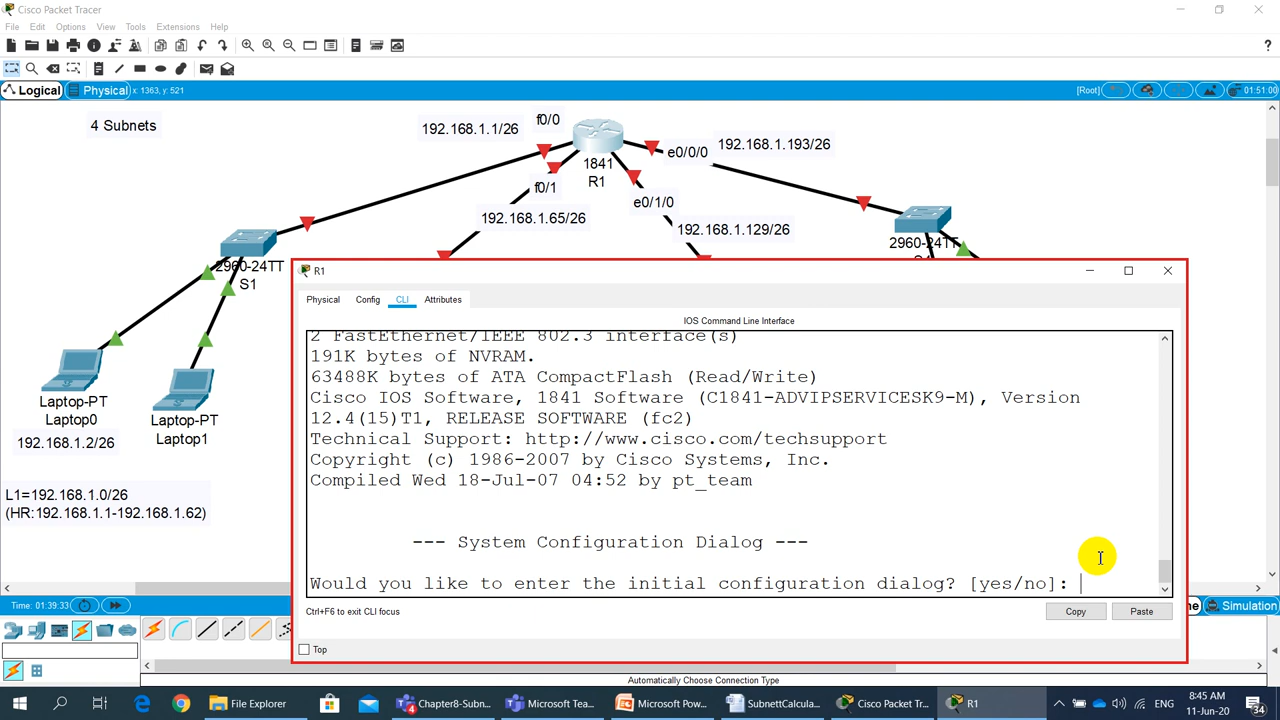 Cisco Packet Tracer
File Edit Options View Tools Extensions Help
Logical Physical x: 1363, y: 521 [Root] 01:51:00
4 Subnets
f0/0
192.168.1.1/26
192.168.1.193/26
e0/0/0
1841
R1
f0/1
e0/1/0
192.168.1.65/26
192.168.1.129/26
2960-24TT
2960-24TT
S1
Laptop-PT
Laptop0
Laptop-PT
Laptop1
192.168.1.2/26
L1=192.168.1.0/26
(HR:192.168.1.1-192.168.1.62)
R1
Physical Config CLI Attributes
IOS Command Line Interface
2 FastEthernet/IEEE 802.3 interface(s)
191K bytes of NVRAM.
63488K bytes of ATA CompactFlash (Read/Write)
Cisco IOS Software, 1841 Software (C1841-ADVIPSERVICESK9-M), Version
12.4(15)T1, RELEASE SOFTWARE (fc2)
Technical Support: http://www.cisco.com/techsupport
Copyright (c) 1986-2007 by Cisco Systems, Inc.
Compiled Wed 18-Jul-07 04:52 by pt_team
--- System Configuration Dialog ---
Would you like to enter the initial configuration dialog? [yes/no]:
Ctrl+F6 to exit CLI focus
Copy Paste
Top
Time: 01:39:33
Simulation
Automatically Choose Connection Type
File Explorer
Chapter8-Subn...
Microsoft Tea...
Microsoft Pow...
SubnettCalcula...
Cisco Packet Tr...
R1
ENG
8:45 AM
11-Jun-20
34